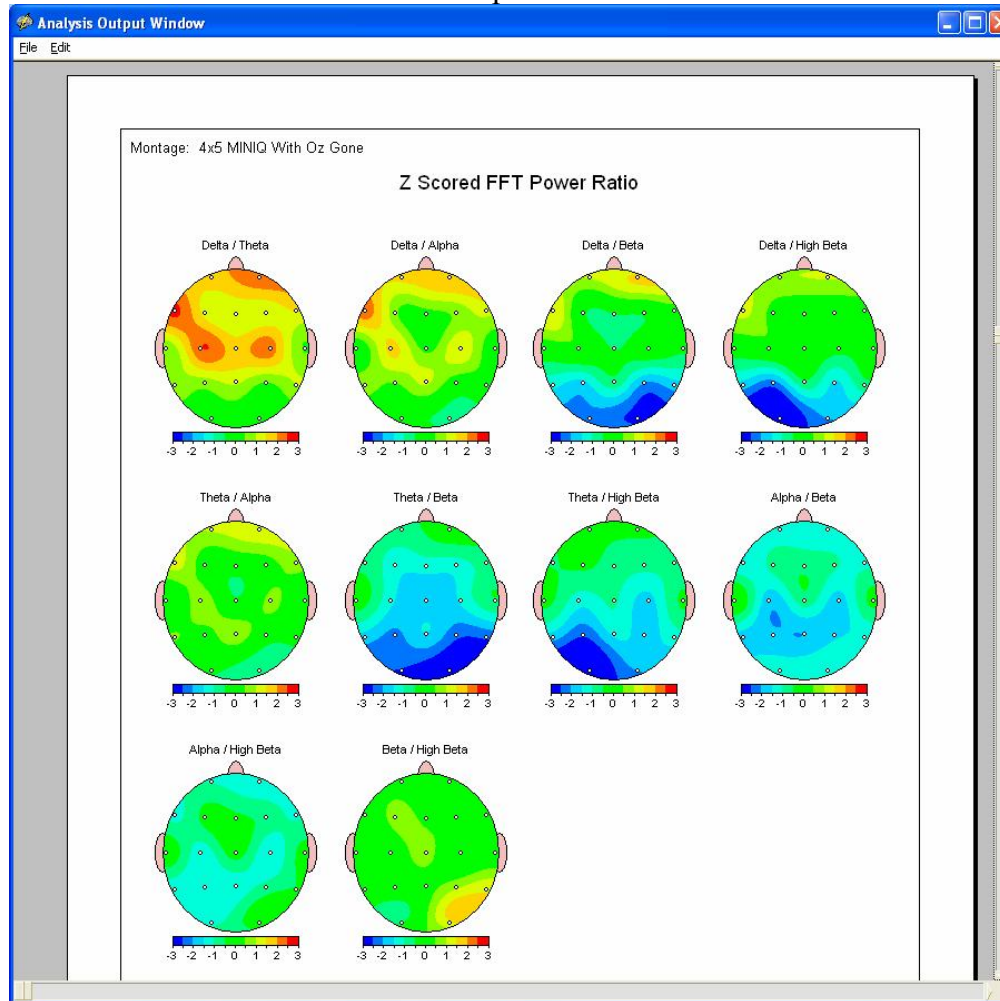 Analysis Output Window
File Edit
Montage: 4x5 MINIQ With Oz Gone
Z Scored FFT Power Ratio
Delta / Theta Delta / Alpha Delta / Beta Delta / High Beta
-3 -2 -1 0 1 2 3 -3 -2 -1 0 1 2 3 -3 -2 -1 0 1 2 3 -3 -2 -1 0 1 2 3
Theta / Alpha Theta / Beta Theta / High Beta Alpha / Beta
-3 -2 -1 0 1 2 3 -3 -2 -1 0 1 2 3 -3 -2 -1 0 1 2 3 -3 -2 -1 0 1 2 3
Alpha / High Beta Beta / High Beta
-3 -2 -1 0 1 2 3 -3 -2 -1 0 1 2 3